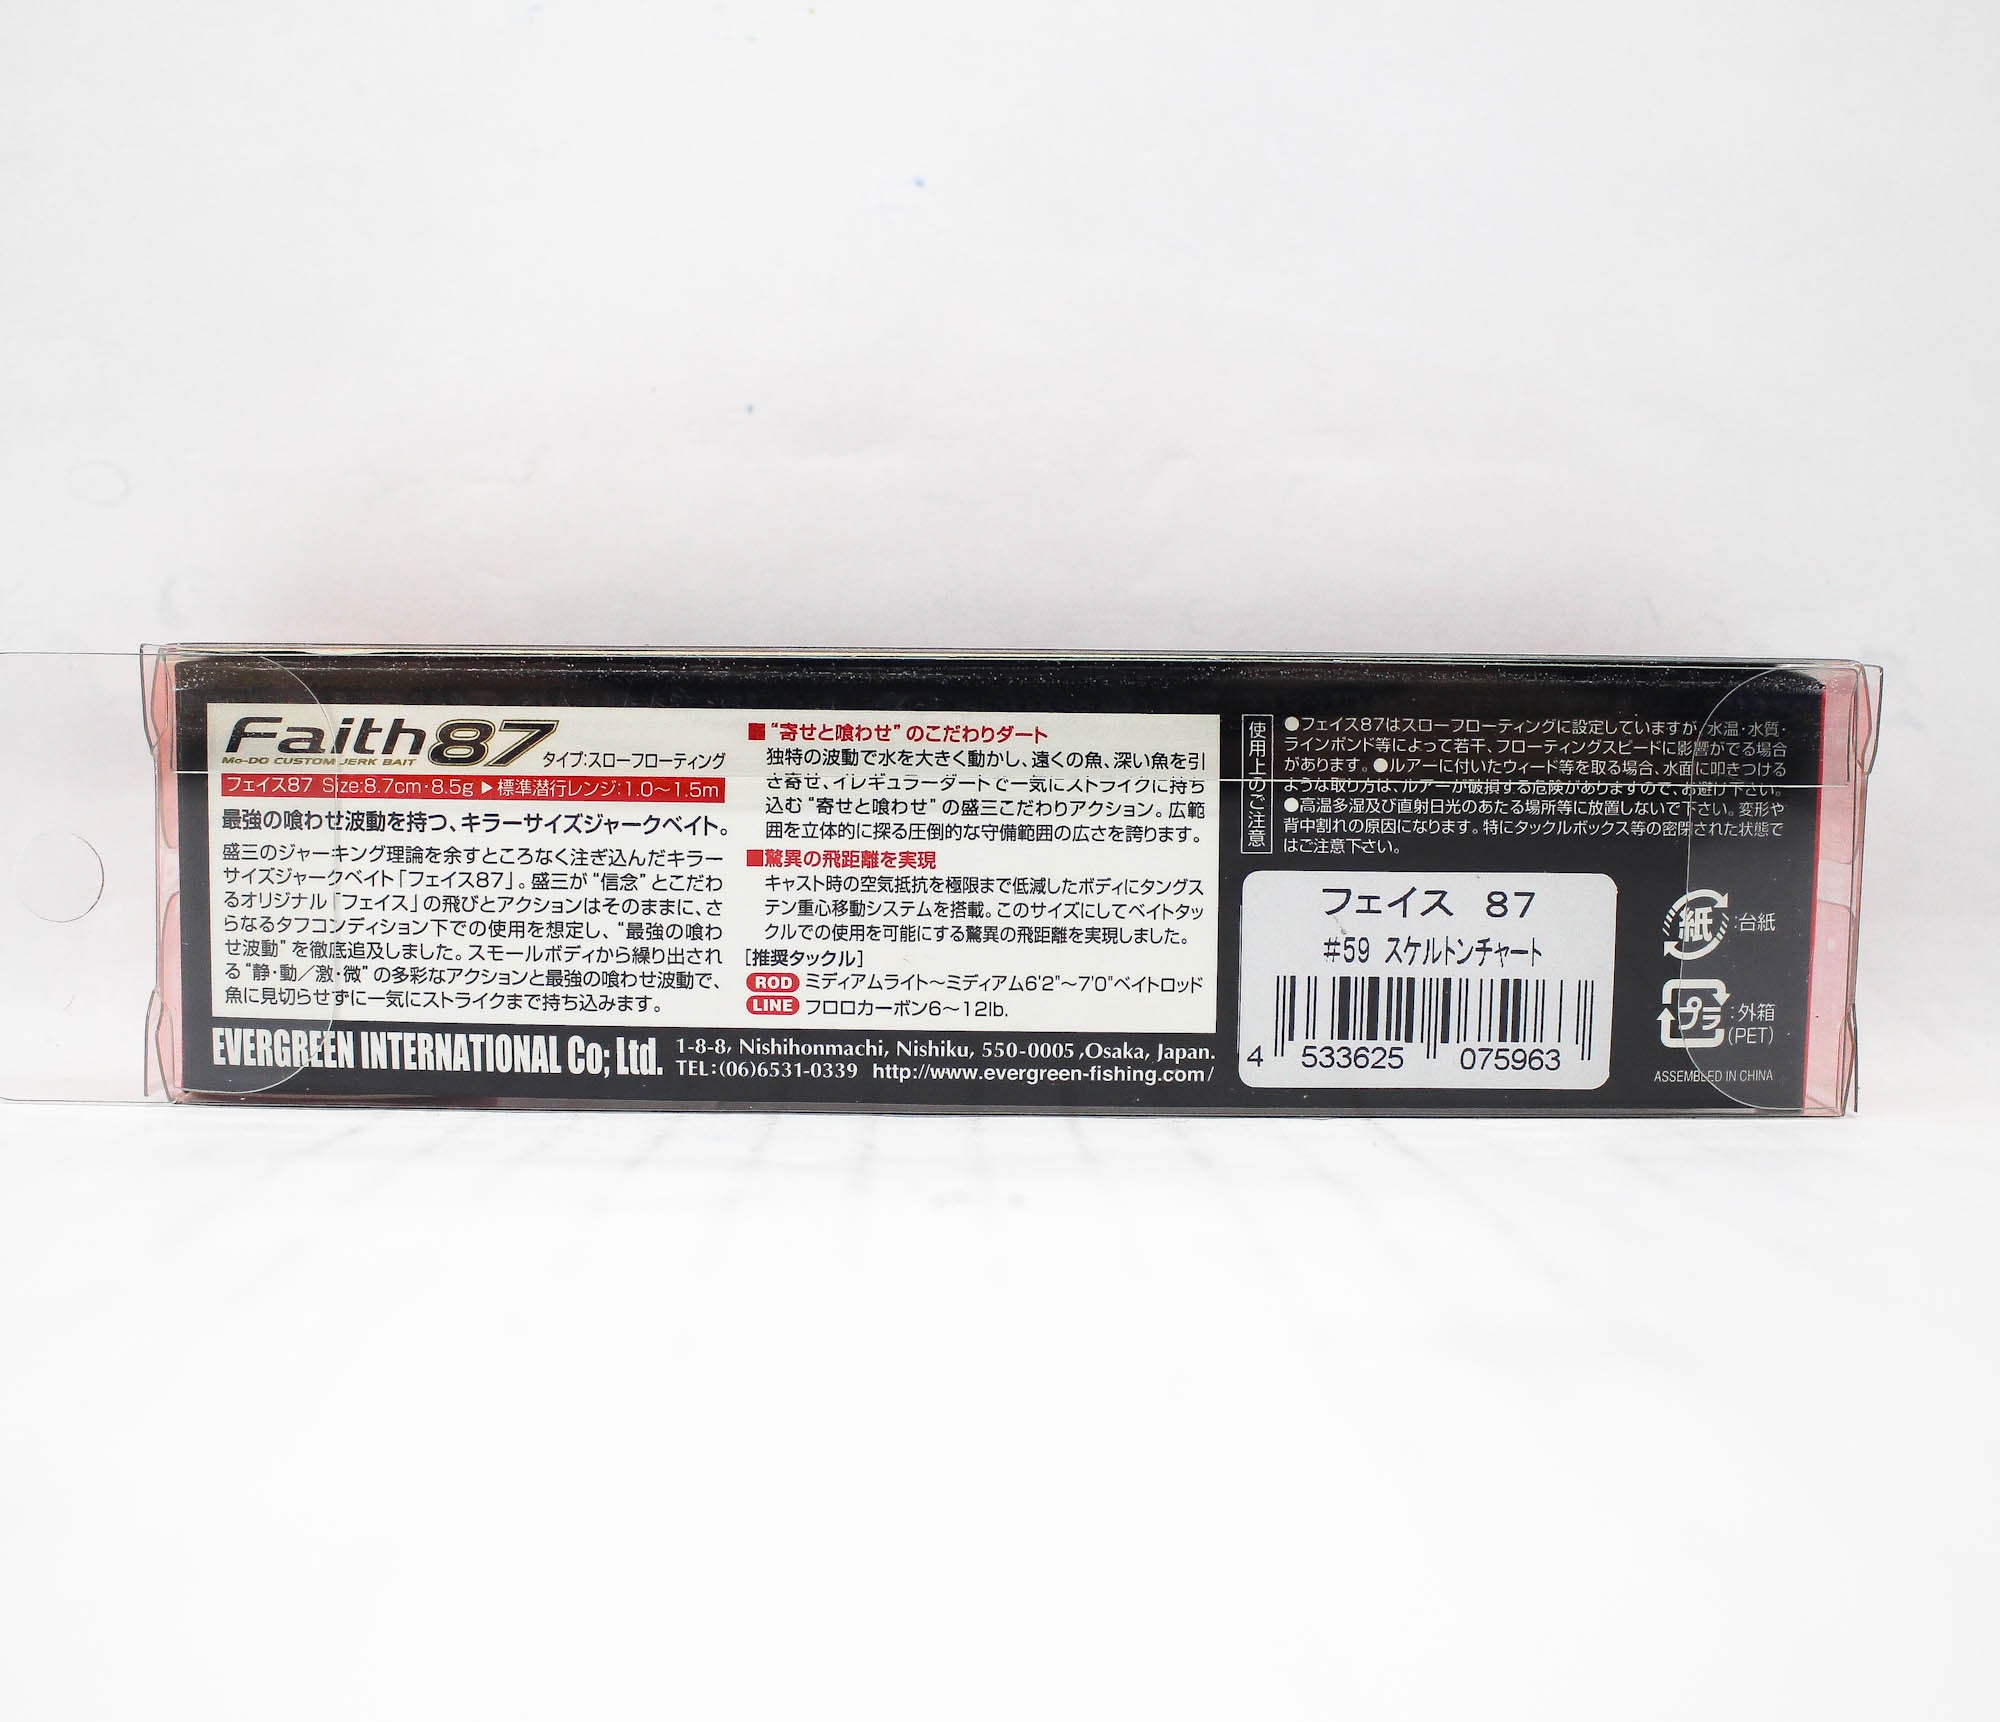 Faith87
Mo-DO CUSTOM JERK BAIT
タイプ:スローフローティング
フェイス87 Size:8.7cm・8.5g ▶標準潜行レンジ:1.0〜1.5m
最強の喰わせ波動を持つ、キラーサイズジャークベイト。
盛三のジャーキング理論を余すところなく注ぎ込んだキラー
サイズジャークベイト「フェイス87」。盛三が“信念”とこだわ
るオリジナル「フェイス」の飛びとアクションはそのままに、さ
らなるタフコンディション下での使用を想定し、“最強の喰わ
せ波動”を徹底追及しました。スモールボディから繰り出され
る“静・動／激・微”の多彩なアクションと最強の喰わせ波動で、
魚に見切らせずに一気にストライクまで持ち込みます。
■“寄せと喰わせ”のこだわりダート
独特の波動で水を大きく動かし、遠くの魚、深い魚を引
き寄せ、イレギュラーダートで一気にストライクに持ち
込む“寄せと喰わせ”の盛三こだわりアクション。広範
囲を立体的に探る圧倒的な守備範囲の広さを誇ります。
■驚異の飛距離を実現
キャスト時の空気抵抗を極限まで低減したボディにタングス
テン重心移動システムを搭載。このサイズにしてベイトタッ
クルでの使用を可能にする驚異の飛距離を実現しました。
[推奨タックル]
ROD ミディアムライト〜ミディアム6'2"〜7'0"ベイトロッド
LINE フロロカーボン6〜12lb.
EVERGREEN INTERNATIONAL Co; Ltd.
1-8-8, Nishihonmachi, Nishiku, 550-0005 ,Osaka, Japan.
TEL:(06)6531-0339 http://www.evergreen-fishing.com/
使用上のご注意
●フェイス87はスローフローティングに設定していますが、水温・水質・
ラインポンド等によって若干、フローティングスピードに影響がでる場合
があります。●ルアーに付いたウィード等を取る場合、水面に叩きつける
ような取り方は、ルアーが破損する危険がありますので、お避け下さい。
●高温多湿及び直射日光のあたる場所等に放置しないで下さい。変形や
背中割れの原因になります。特にタックルボックス等の密閉された状態で
はご注意下さい。
フェイス 87
#59 スケルトンチャート
4 533625 075963
紙:台紙
プラ:外箱
(PET)
ASSEMBLED IN CHINA